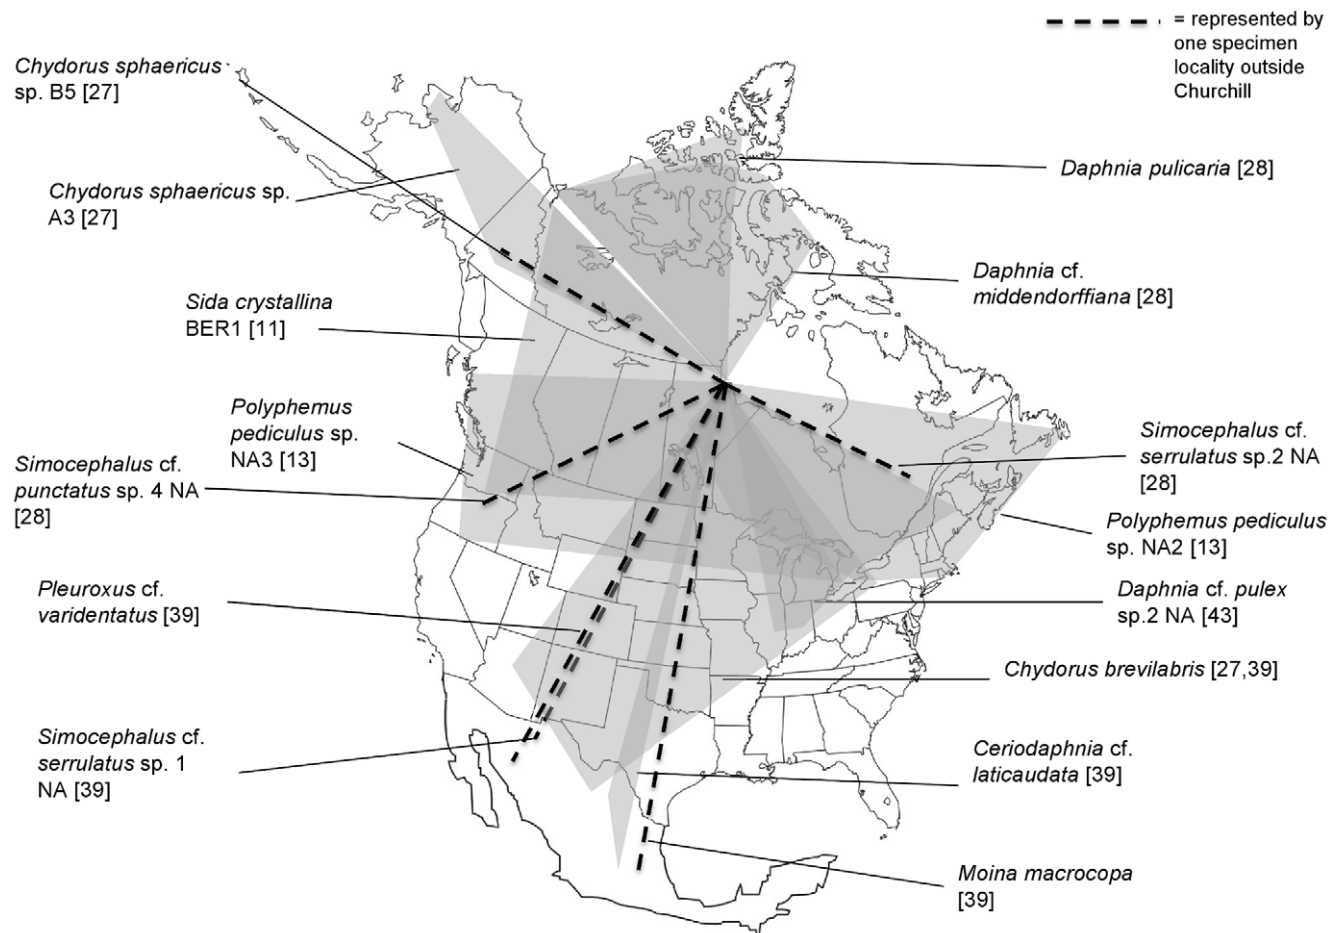 = represented by
one specimen
locality outside
Churchill
Chydorus sphaericus
sp. B5 [27]
Chydorus sphaericus sp.
A3 [27]
Sida crystallina
BER1 [11]
Polyphemus
pediculus sp.
NA3 [13]
Simocephalus cf.
punctatus sp. 4 NA
[28]
Pleuroxus cf.
varidentatus [39]
Simocephalus cf.
serrulatus sp. 1
NA [39]
Daphnia pulicaria [28]
Daphnia cf.
middendorffiana [28]
Simocephalus cf.
serrulatus sp.2 NA
[28]
Polyphemus pediculus
sp. NA2 [13]
Daphnia cf. pulex
sp.2 NA [43]
Chydorus brevilabris [27,39]
Ceriodaphnia cf.
laticaudata [39]
Moina macrocopa
[39]